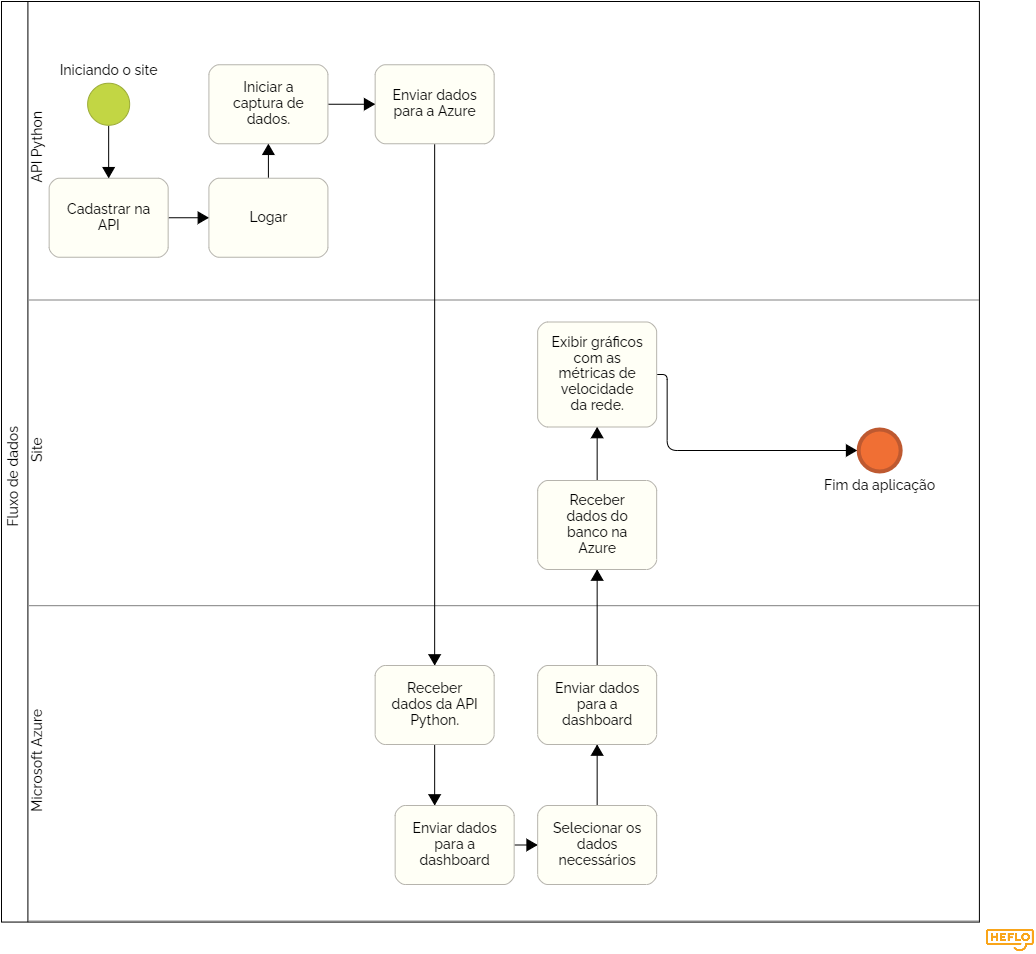 Fluxo de dados
API Python
Iniciando o site
Cadastrar na
API
Logar
Iniciar a
captura de
dados.
Enviar dados
para a Azure
Site
Exibir gráficos
com as
métricas de
velocidade
da rede.
Receber
dados do
banco na
Azure
Fim da aplicação
Microsoft Azure
Receber
dados da API
Python.
Enviar dados
para a
dashboard
Selecionar os
dados
necessários
Enviar dados
para a
dashboard
HEFLO